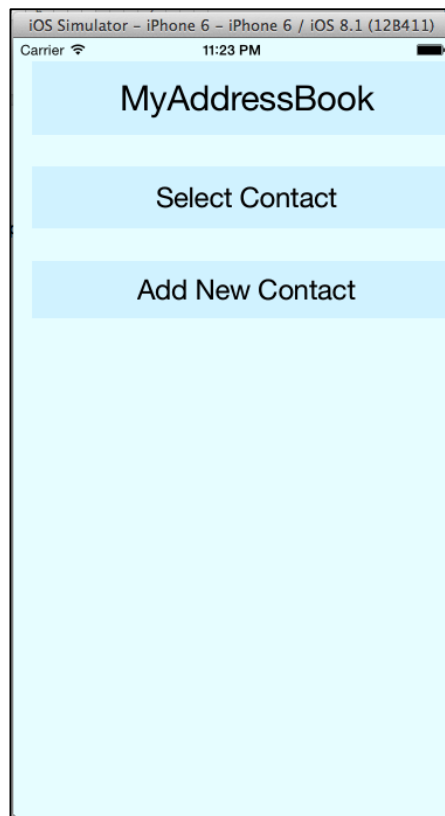 iOS Simulator - iPhone 6 - iPhone 6 / iOS 8.1 (12B411)
Carrier 11:23 PM
MyAddressBook
Select Contact
Add New Contact